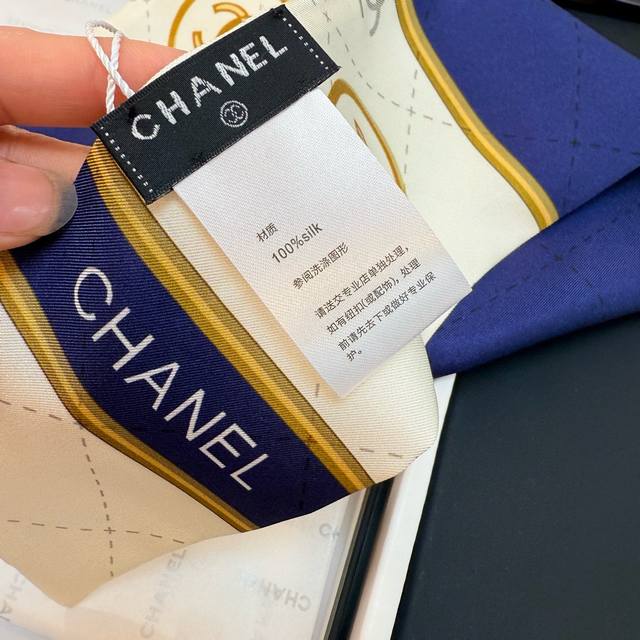 CHANEL
CHANEL
材质
100%silk
参阅洗涤图形
请送交专业店单独处理，
如有纽扣(或配饰)，处理
前请先去下或做好专业保
护。
CHANEL
CHANEL